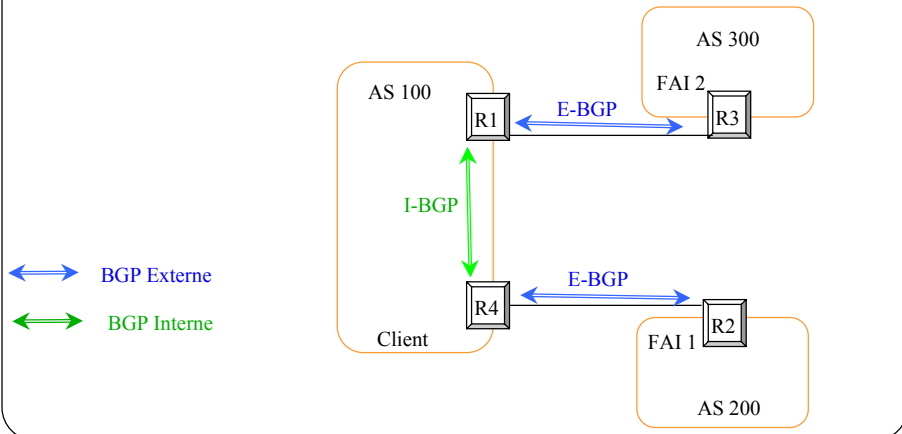 AS 300
FAI 2
AS 100
R1
E-BGP
R3
I-BGP
BGP Externe
BGP Interne
E-BGP
R4
R2
FAI 1
Client
AS 200